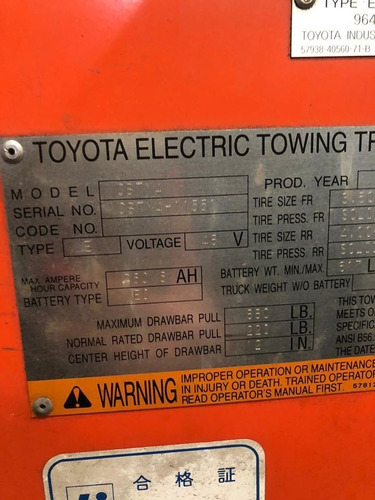 TYPE E
964
TOYOTA INDUS
57938-40560-71-B
TOYOTA ELECTRIC TOWING TR
MODEL
PROD. YEAR
SERIAL NO.
TIRE SIZE FR
CODE NO.
TIRE PRESS. FR
TYPE E VOLTAGE 48 V
TIRE SIZE RR
TIRE PRESS. RR
MAX AMPERE
HOUR CAPACITY AH
BATTERY WT. MIN./MAX.
BATTERY TYPE
TRUCK WEIGHT W/O BATTERY
MAXIMUM DRAWBAR PULL LB.
THIS TOW
NORMAL RATED DRAWBAR PULL LB.
MEETS O
SPECIFIC
CENTER HEIGHT OF DRAWBAR 12 IN.
ANSI B56.
THE DATE
WARNING
IMPROPER OPERATION OR MAINTENANCE
IN INJURY OR DEATH. TRAINED OPERATOR
READ OPERATOR'S MANUAL FIRST. 5781
合格証